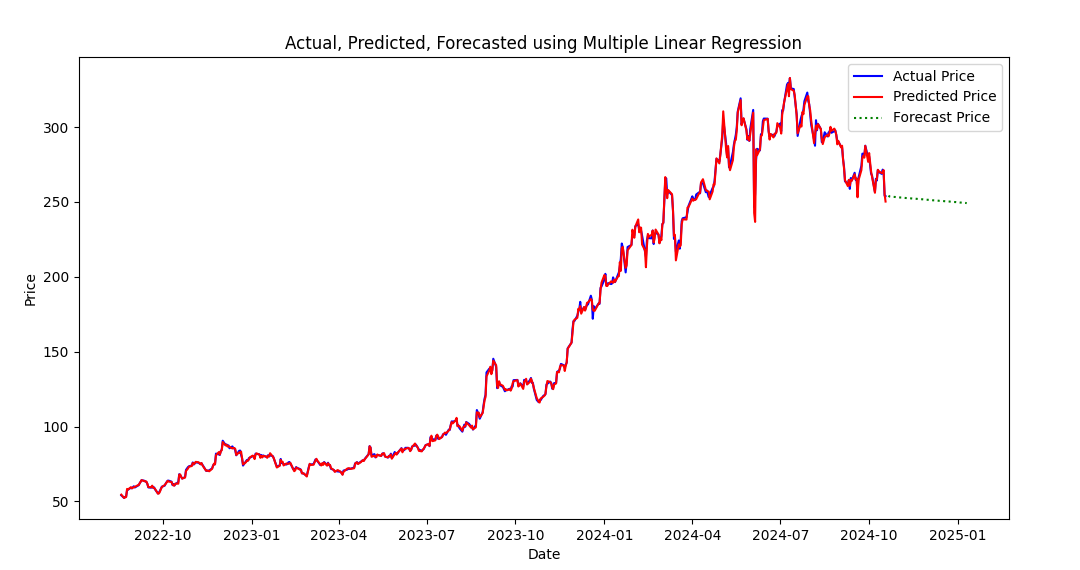 Actual, Predicted, Forecasted using Multiple Linear Regression
Actual Price
Predicted Price
Forecast Price
Price
300
250
200
150
100
50
2022-10 2023-01 2023-04 2023-07 2023-10 2024-01 2024-04 2024-07 2024-10 2025-01
Date